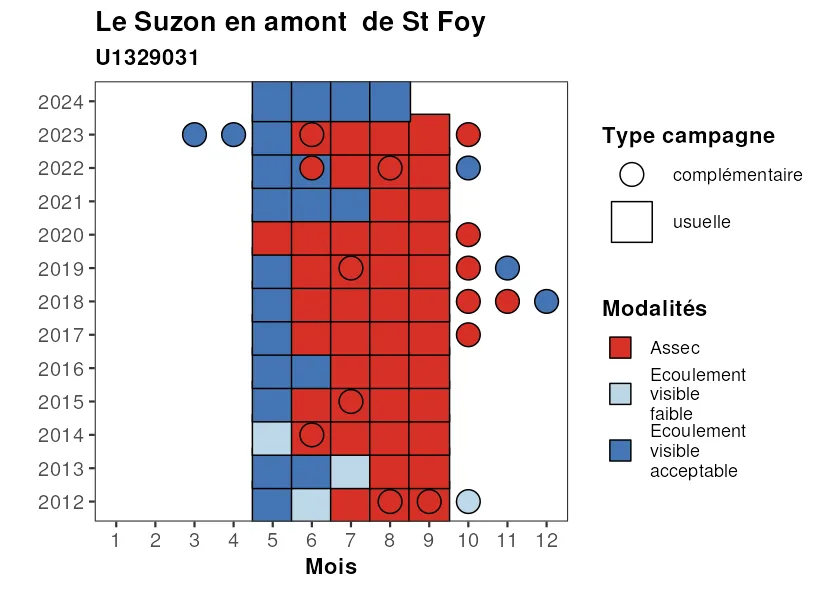 Le Suzon en amont  de St Foy
U1329031
2024
2023
2022
2021
2020
2019
2018
2017
2016
2015
2014
2013
2012
1 2 3 4 5 6 7 8 9 10 11 12
Mois
Type campagne
complémentaire
usuelle
Modalités
Assec
Ecoulement
visible
faible
Ecoulement
visible
acceptable